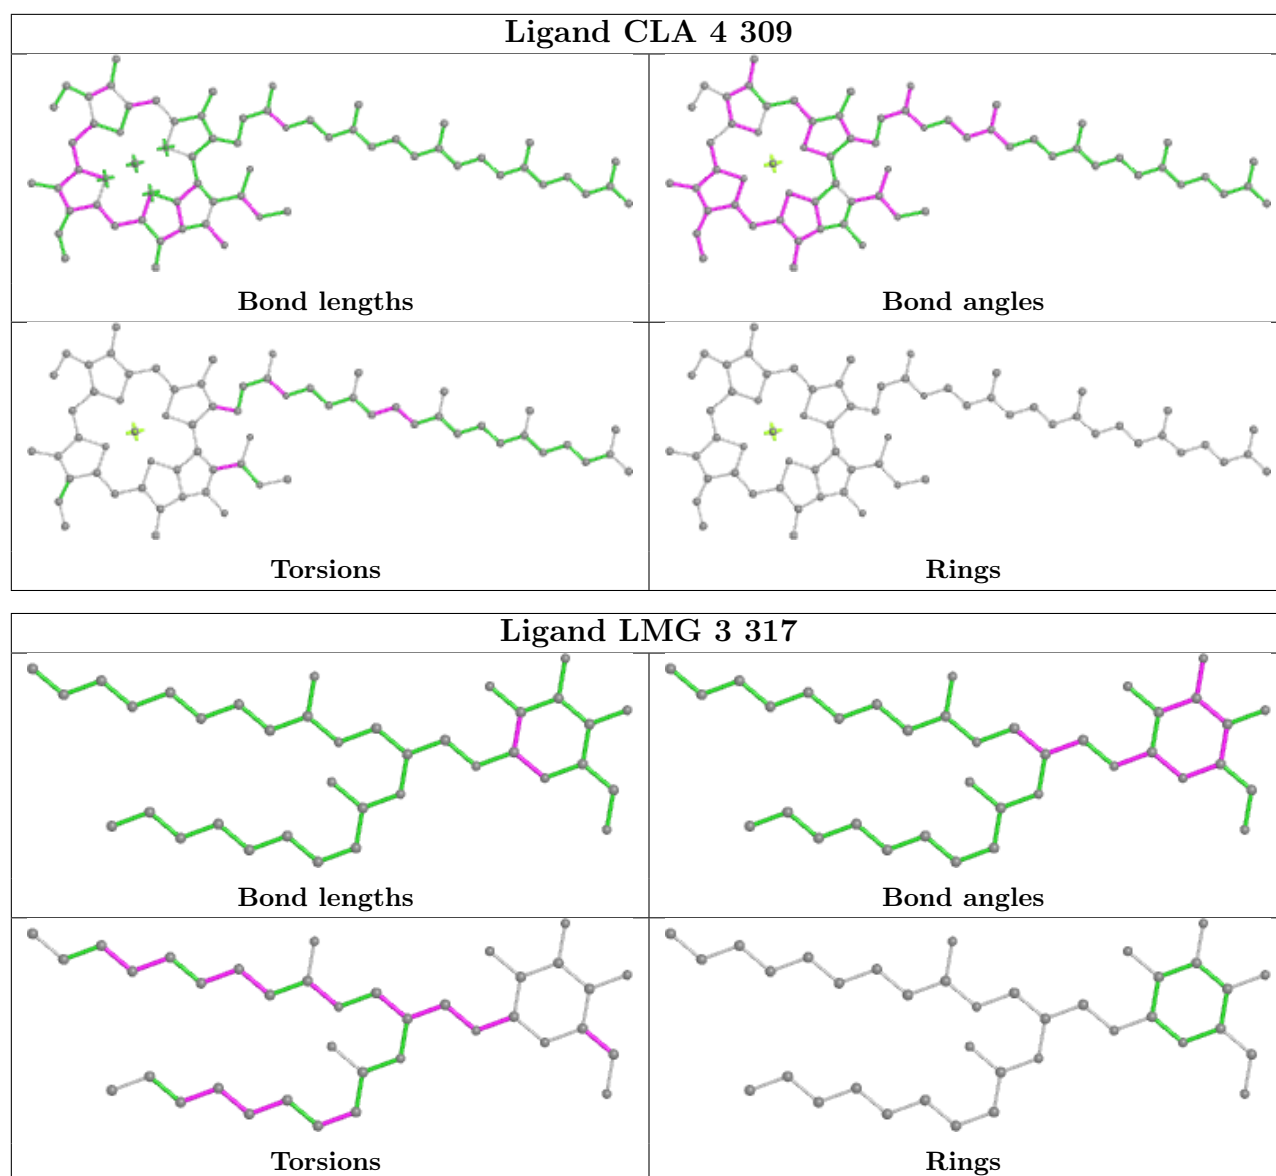 Ligand CLA 4 309
Bond lengths
Bond angles
Torsions
Rings
Ligand LMG 3 317
Bond lengths
Bond angles
Torsions
Rings